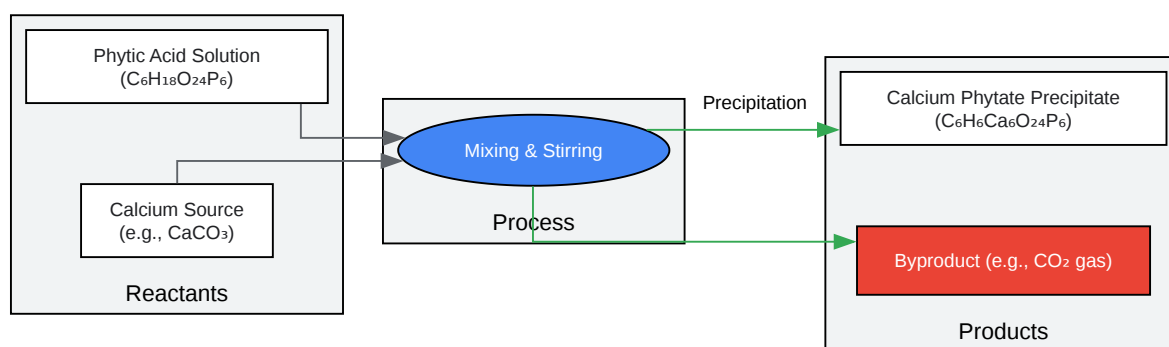 Phytic Acid Solution
(C₆H₁₈O₂₄P₆)
Calcium Source
(e.g., CaCO₃)
Reactants
Mixing & Stirring
Process
Precipitation
Calcium Phytate Precipitate
(C₆H₆Ca₆O₂₄P₆)
Byproduct (e.g., CO₂ gas)
Products